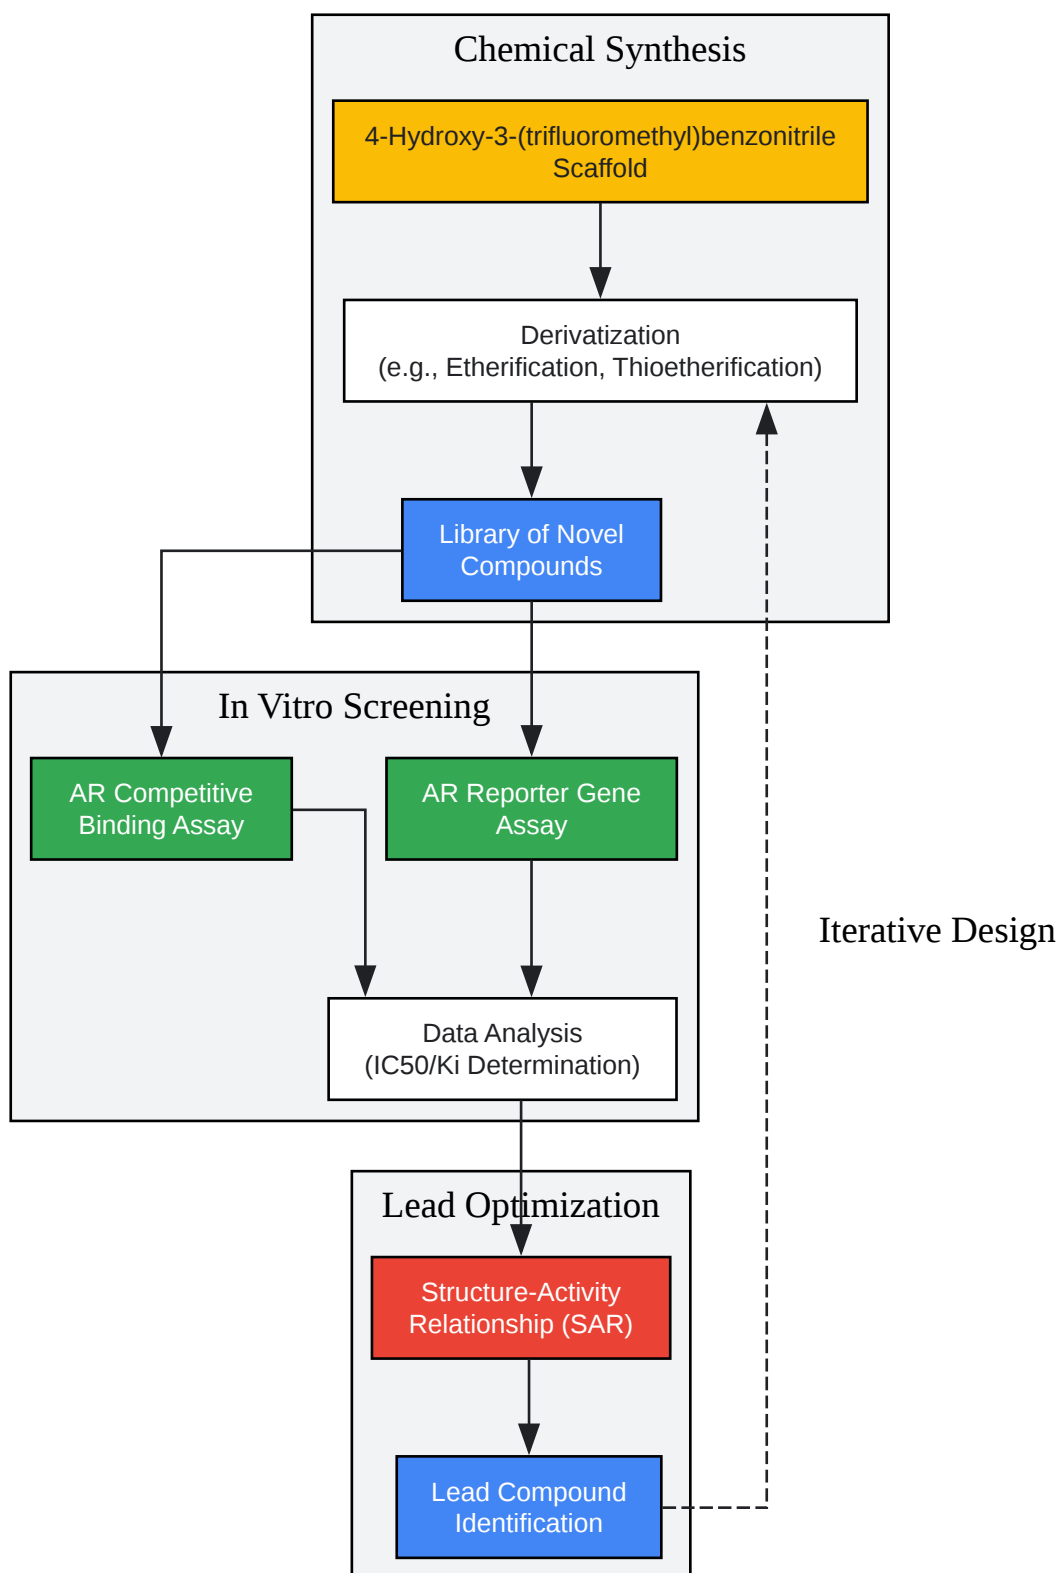 Chemical Synthesis
4-Hydroxy-3-(trifluoromethyl)benzonitrile
Scaffold
Derivatization
(e.g., Etherification, Thioetherification)
Library of Novel
Compounds
In Vitro Screening
AR Competitive
Binding Assay
AR Reporter Gene
Assay
Iterative Design
Data Analysis
(IC50/Ki Determination)
Lead Optimization
Structure-Activity
Relationship (SAR)
Lead Compound
Identification